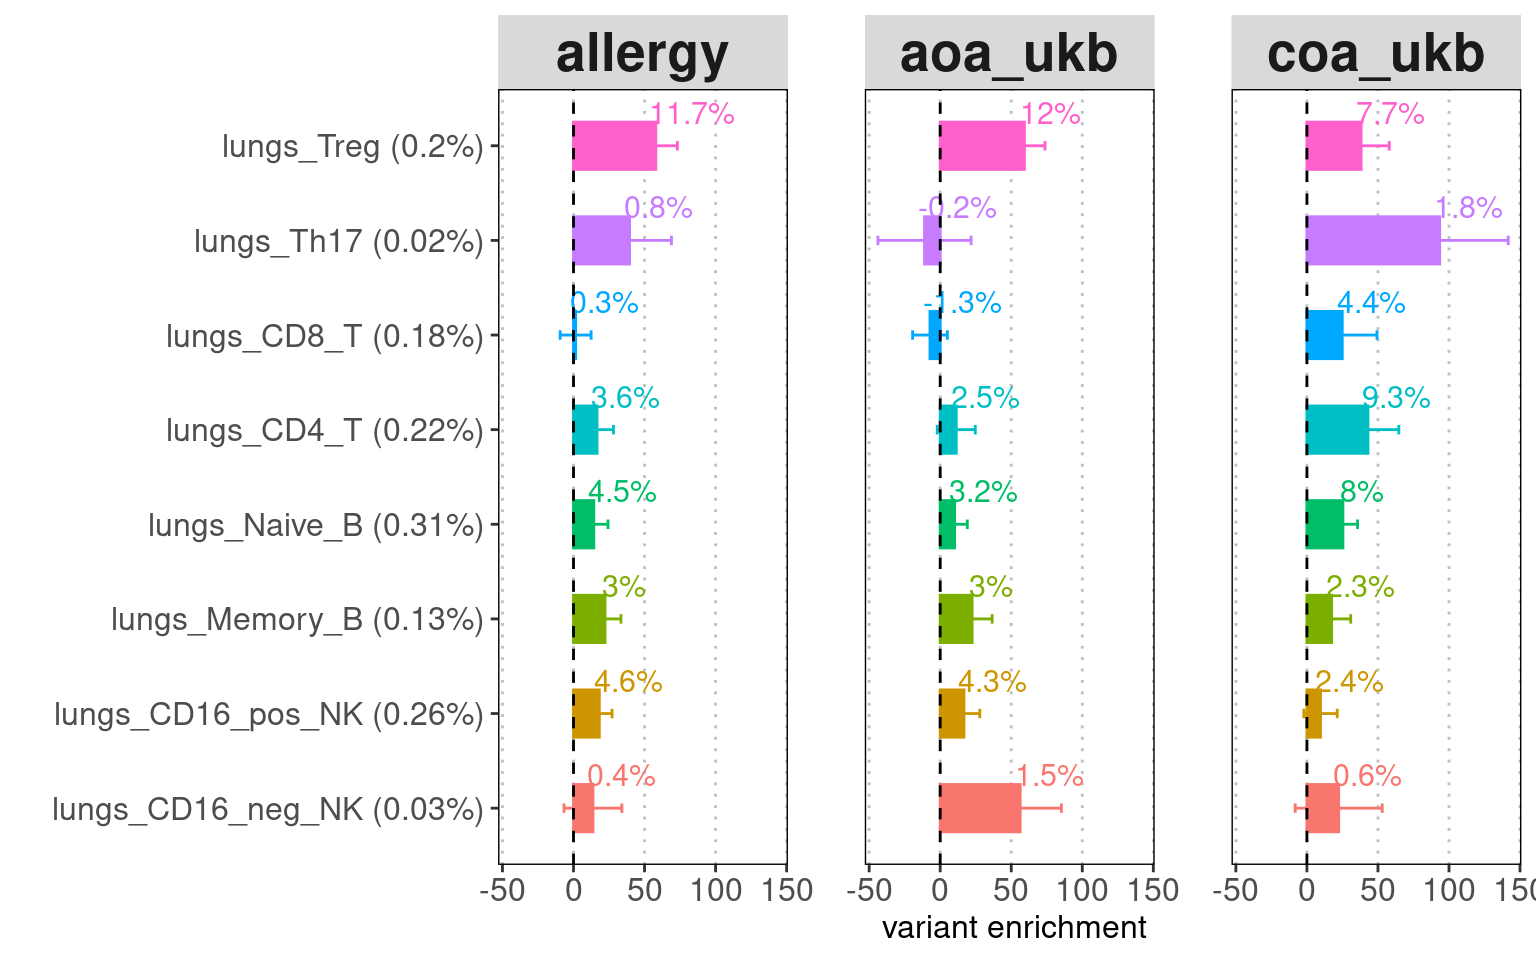 allergy aoa_ukb coa_ukb
lungs_Treg (0.2%) 11.7% 12% 7.7%
lungs_Th17 (0.02%) 0.8% -0.2% 1.8%
lungs_CD8_T (0.18%) 0.3% -1.3% 4.4%
lungs_CD4_T (0.22%) 3.6% 2.5% 9.3%
lungs_Naive_B (0.31%) 4.5% 3.2% 8%
lungs_Memory_B (0.13%) 3% 3% 2.3%
lungs_CD16_pos_NK (0.26%) 4.6% 4.3% 2.4%
lungs_CD16_neg_NK (0.03%) 0.4% 1.5% 0.6%
-50 0 50 100 150 -50 0 50 100 150 -50 0 50 100 150
variant enrichment